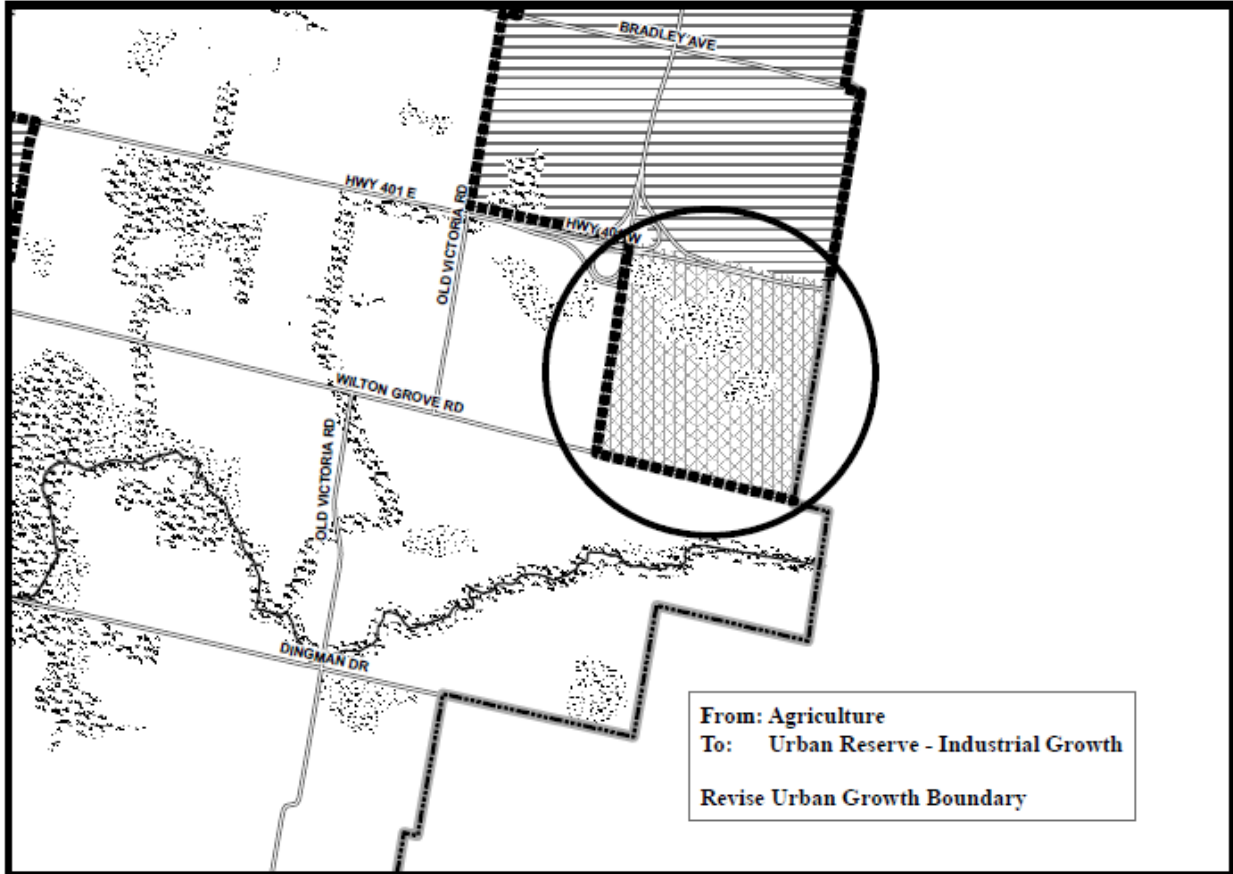 BRADLEY AVE
HWY 401 E
OLD VICTORIA RD
HWY 401 W
WILTON GROVE RD
OLD VICTORIA RD
DINGMAN DR
From: Agriculture
To: Urban Reserve - Industrial Growth
Revise Urban Growth Boundary